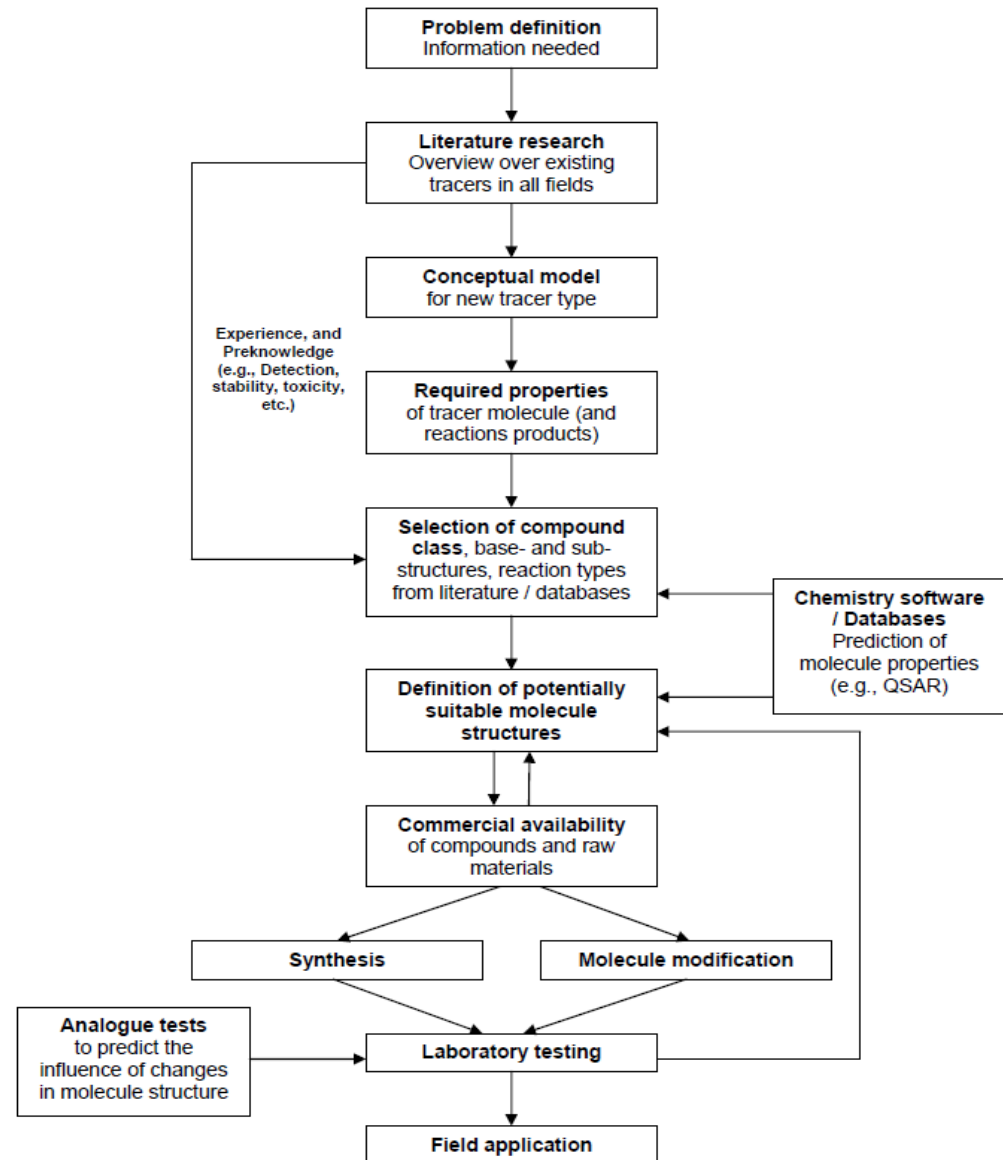 Problem definition
Information needed
Literature research
Overview over existing
tracers in all fields
Conceptual model
for new tracer type
Experience, and
Preknowledge
(e.g., Detection,
stability, toxicity,
etc.)
Required properties
of tracer molecule (and
reactions products)
Selection of compound
class, base- and sub-
structures, reaction types
from literature / databases
Chemistry software
/ Databases
Prediction of
molecule properties
(e.g., QSAR)
Definition of potentially
suitable molecule
structures
Commercial availability
of compounds and raw
materials
Synthesis
Molecule modification
Analogue tests
to predict the
influence of changes
in molecule structure
Laboratory testing
Field application